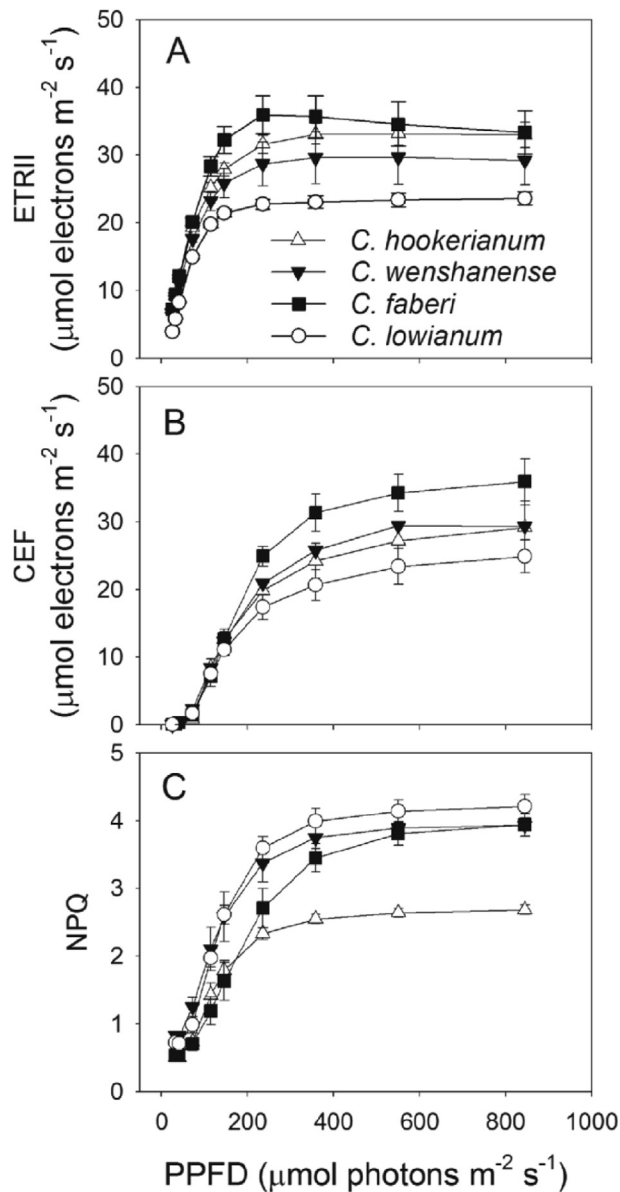 A
50
40
30
20
10
0
ETRII
(μmol electrons m⁻² s⁻¹)
C. hookerianum
C. wenshanense
C. faberi
C. lowianum
B
50
40
30
20
10
0
CEF
(μmol electrons m⁻² s⁻¹)
C
5
4
3
2
1
0
NPQ
0 200 400 600 800 1000
PPFD (μmol photons m⁻² s⁻¹)